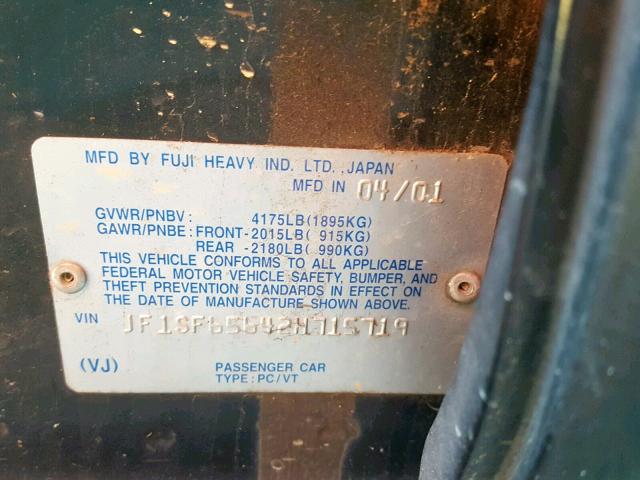 MFD BY FUJI HEAVY IND. LTD., JAPAN
MFD IN 04/01
GVWR/PNBV: 4175LB(1895KG)
GAWR/PNBE: FRONT-2015LB( 915KG)
REAR -2180LB( 990KG)
THIS VEHICLE CONFORMS TO ALL APPLICABLE
FEDERAL MOTOR VEHICLE SAFETY, BUMPER, AND
THEFT PREVENTION STANDARDS IN EFFECT ON
THE DATE OF MANUFACTURE SHOWN ABOVE.
VIN JF1SF65642H715719
(VJ) PASSENGER CAR
TYPE:PC/VT